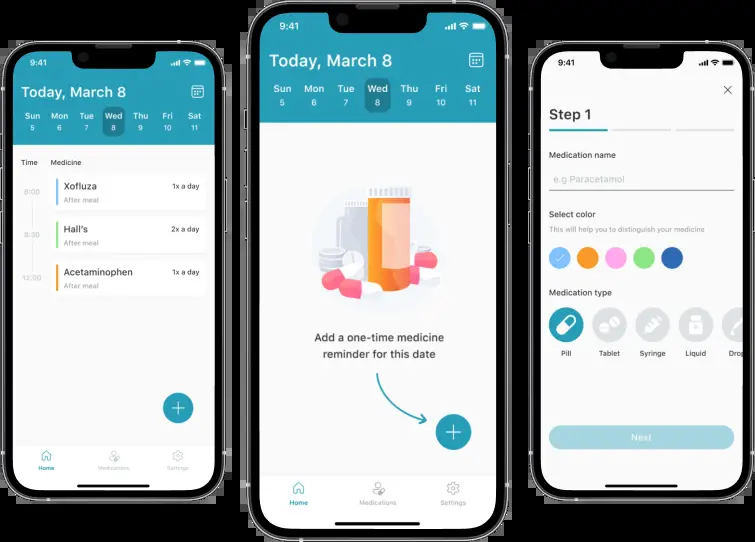 9:41
Today, March 8
Sun Mon Tue Wed Thu Fri Sat
5 6 7 8 9 10 11
Time Medicine
8:00
Xofluza 1x a day
After meal
8:30
Hall's 2x a day
After meal
12:00
Acetaminophen 1x a day
After meal
Home Medications Settings
9:41
Today, March 8
Sun Mon Tue Wed Thu Fri Sat
5 6 7 8 9 10 11
Add a one-time medicine
reminder for this date
Home Medications Settings
9:41
Step 1
Medication name
e.g.Paracetamol
Select color
This will help you to distinguish your medicine
Medication type
Pill Tablet Syringe Liquid Drop
Next